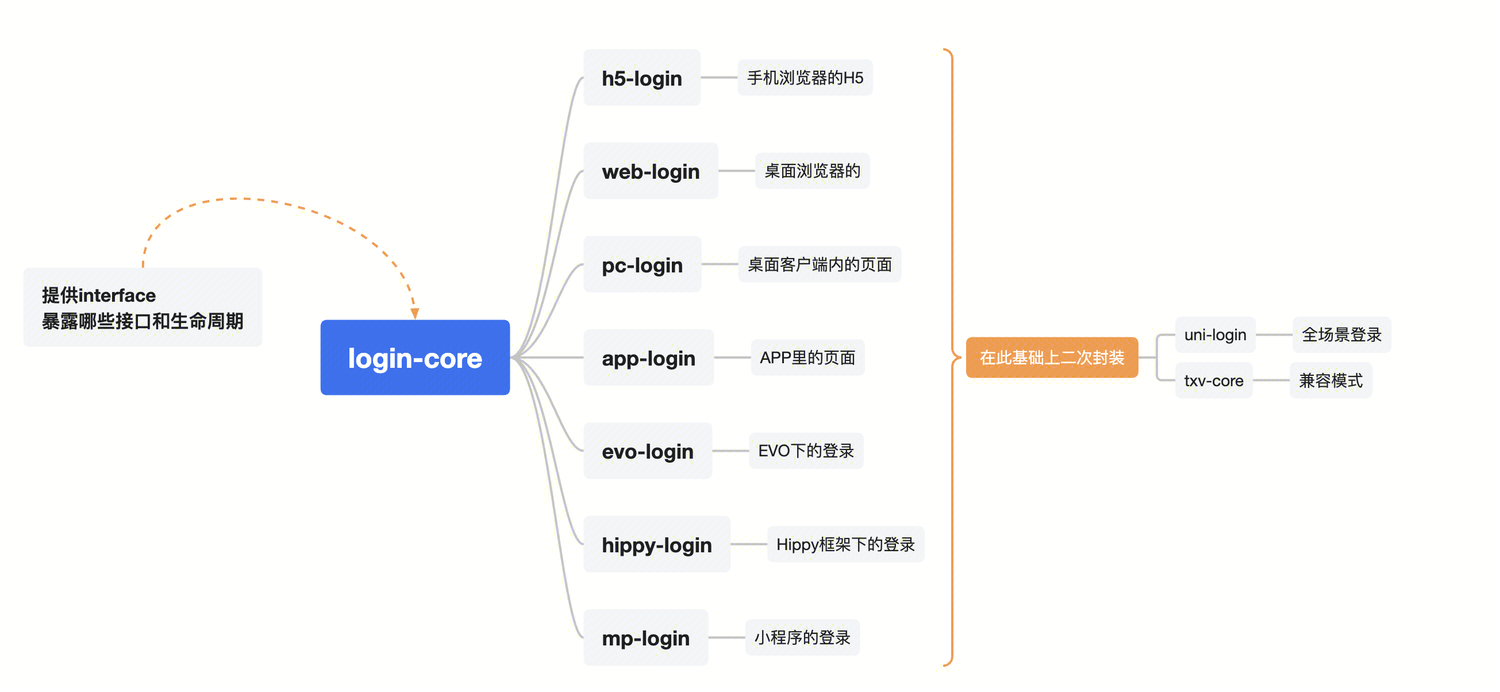 提供interface
暴露哪些接口和生命周期
login-core
h5-login
手机浏览器的H5
web-login
桌面浏览器的
pc-login
桌面客户端内的页面
app-login
APP里的页面
evo-login
EVO下的登录
hippy-login
Hippy框架下的登录
mp-login
小程序的登录
在此基础上二次封装
uni-login
全场景登录
txv-core
兼容模式